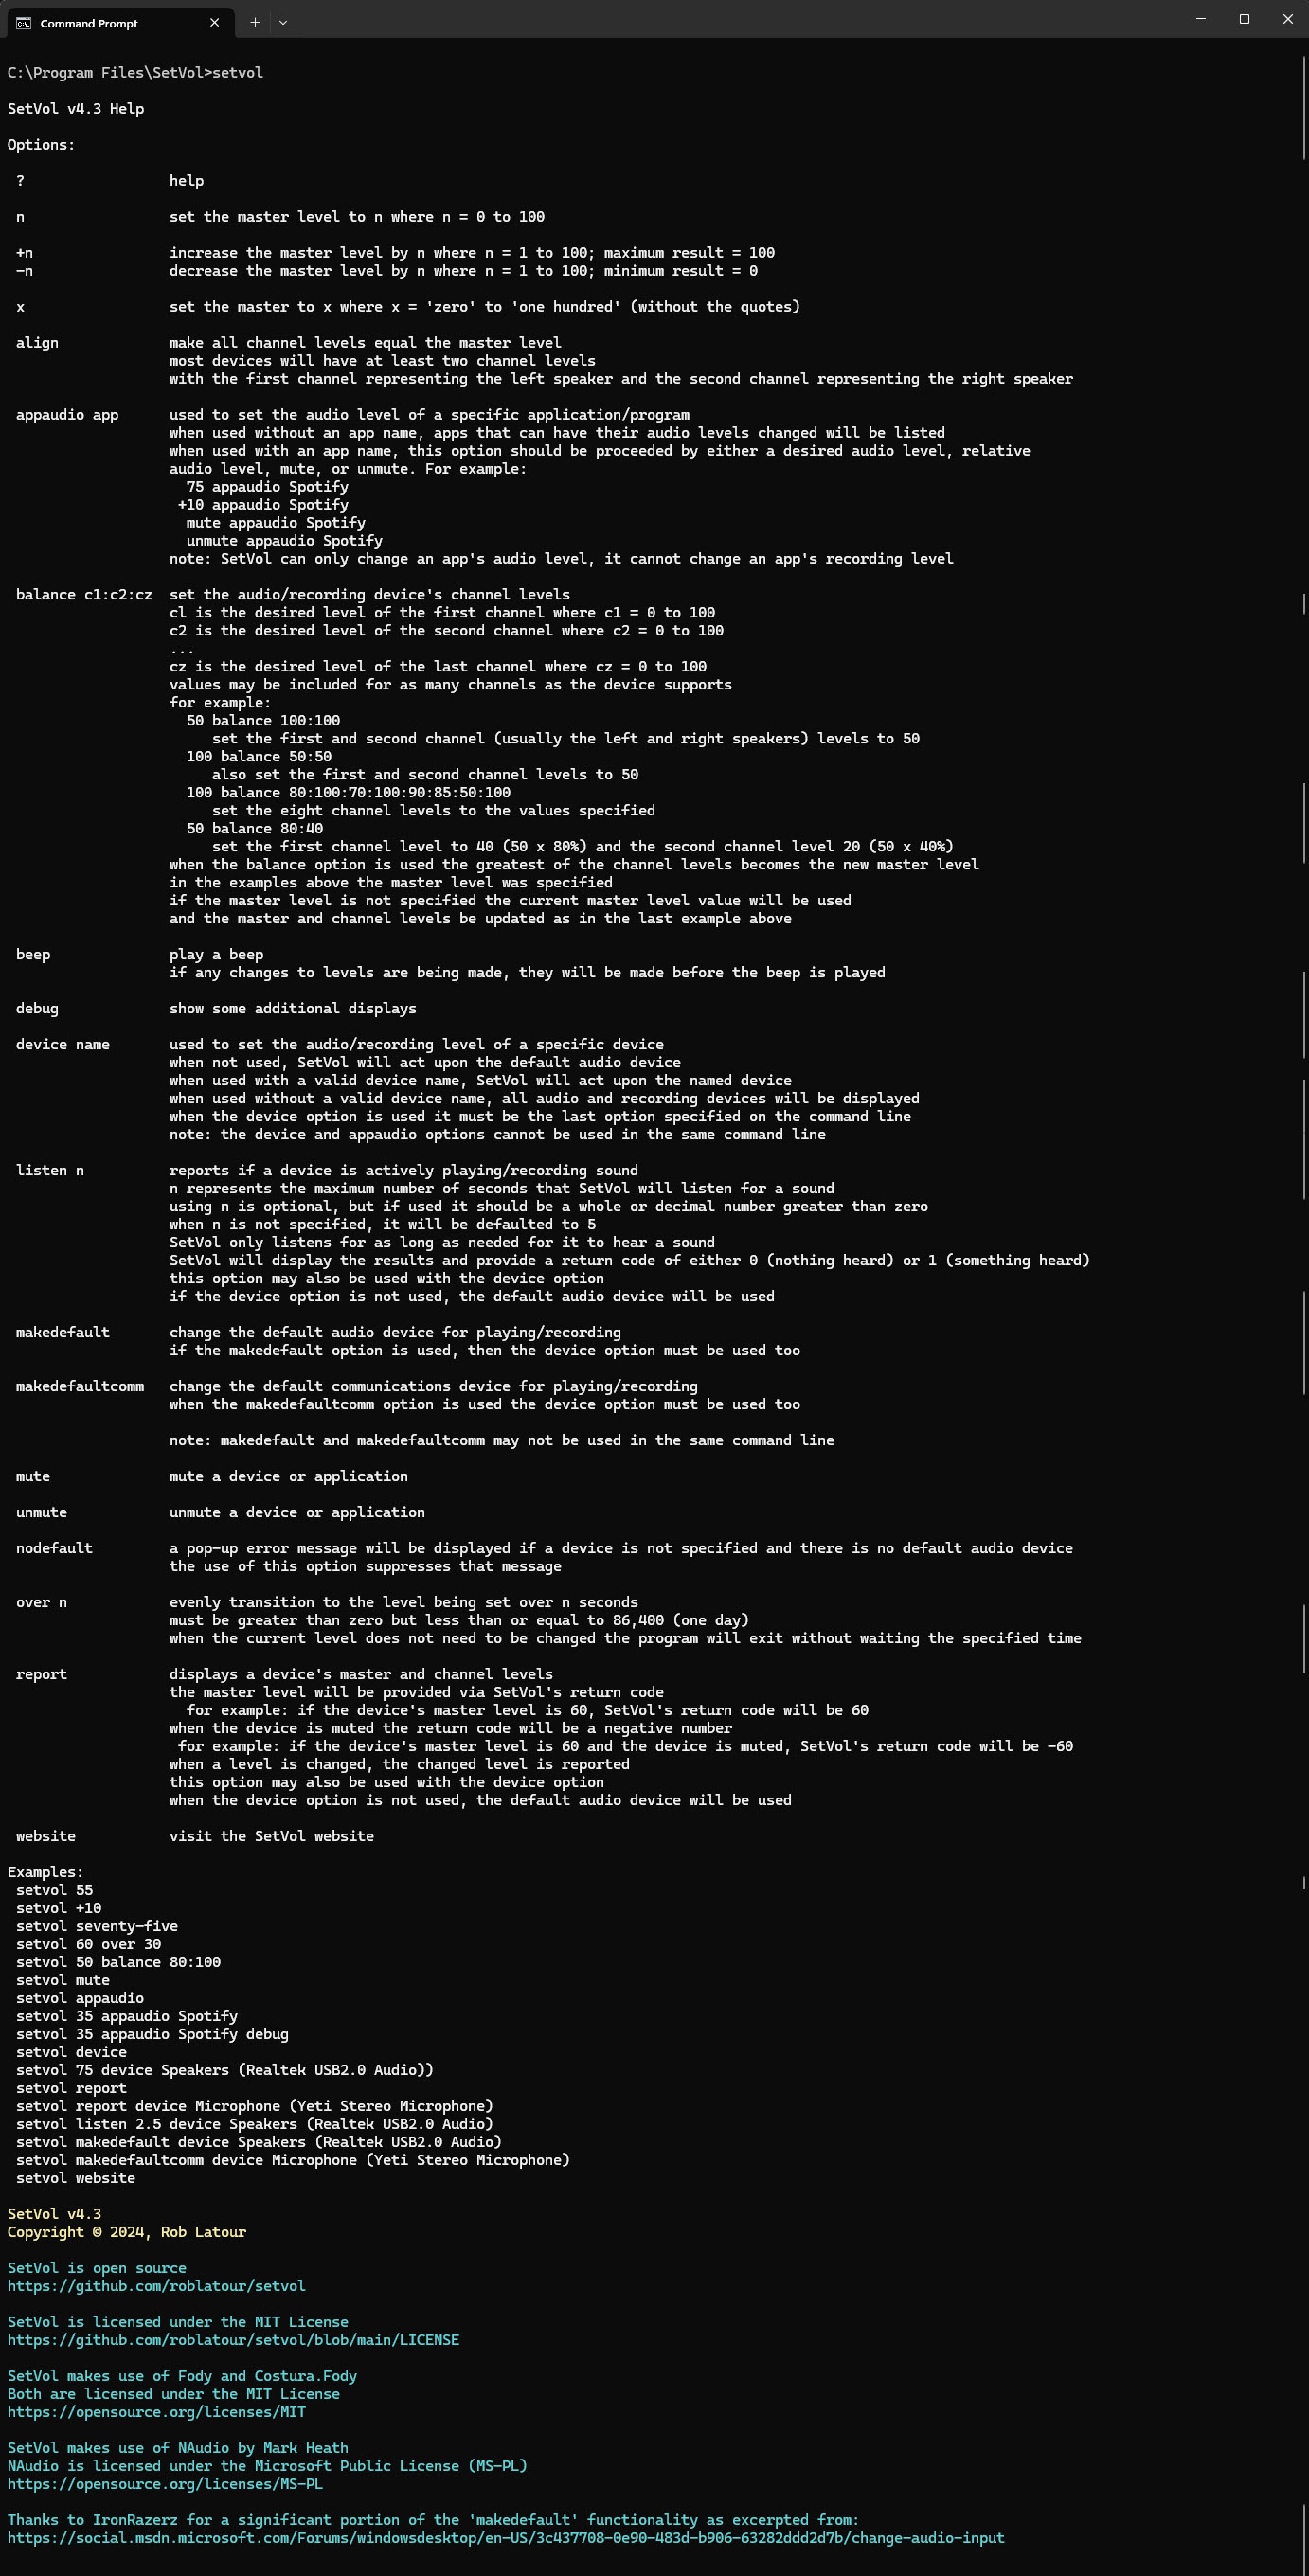 Command Prompt
C:\Program Files\SetVol>setvol
SetVol v4.3 Help
Options:
? help
n set the master level to n where n = 0 to 100
+n increase the master level by n where n = 1 to 100; maximum result = 100
-n decrease the master level by n where n = 1 to 100; minimum result = 0
x set the master to x where x = 'zero' to 'one hundred' (without the quotes)
align make all channel levels equal the master level
most devices will have at least two channel levels
with the first channel representing the left speaker and the second channel representing the right speaker
appaudio app used to set the audio level of a specific application/program
when used without an app name, apps that can have their audio levels changed will be listed
when used with an app name, this option should be proceeded by either a desired audio level, relative
audio level, mute, or unmute. For example:
75 appaudio Spotify
+10 appaudio Spotify
mute appaudio Spotify
unmute appaudio Spotify
note: SetVol can only change an app's audio level, it cannot change an app's recording level
balance c1:c2:cz set the audio/recording device's channel levels
cl is the desired level of the first channel where c1 = 0 to 100
c2 is the desired level of the second channel where c2 = 0 to 100
...
cz is the desired level of the last channel where cz = 0 to 100
values may be included for as many channels as the device supports
for example:
50 balance 100:100
set the first and second channel (usually the left and right speakers) levels to 50
100 balance 50:50
also set the first and second channel levels to 50
100 balance 80:100:70:100:90:85:50:100
set the eight channel levels to the values specified
50 balance 80:40
set the first channel level to 40 (50 x 80%) and the second channel level 20 (50 x 40%)
when the balance option is used the greatest of the channel levels becomes the new master level
in the examples above the master level was specified
if the master level is not specified the current master level value will be used
and the master and channel levels be updated as in the last example above
beep play a beep
if any changes to levels are being made, they will be made before the beep is played
debug show some additional displays
device name used to set the audio/recording level of a specific device
when not used, SetVol will act upon the default audio device
when used with a valid device name, SetVol will act upon the named device
when used without a valid device name, all audio and recording devices will be displayed
when the device option is used it must be the last option specified on the command line
note: the device and appaudio options cannot be used in the same command line
listen n reports if a device is actively playing/recording sound
n represents the maximum number of seconds that SetVol will listen for a sound
using n is optional, but if used it should be a whole or decimal number greater than zero
when n is not specified, it will be defaulted to 5
SetVol only listens for as long as needed for it to hear a sound
SetVol will display the results and provide a return code of either 0 (nothing heard) or 1 (something heard)
this option may also be used with the device option
if the device option is not used, the default audio device will be used
makedefault change the default audio device for playing/recording
if the makedefault option is used, then the device option must be used too
makedefaultcomm change the default communications device for playing/recording
when the makedefaultcomm option is used the device option must be used too
note: makedefault and makedefaultcomm may not be used in the same command line
mute mute a device or application
unmute unmute a device or application
nodefault a pop-up error message will be displayed if a device is not specified and there is no default audio device
the use of this option suppresses that message
over n evenly transition to the level being set over n seconds
must be greater than zero but less than or equal to 86,400 (one day)
when the current level does not need to be changed the program will exit without waiting the specified time
report displays a device's master and channel levels
the master level will be provided via SetVol's return code
for example: if the device's master level is 60, SetVol's return code will be 60
when the device is muted the return code will be a negative number
for example: if the device's master level is 60 and the device is muted, SetVol's return code will be -60
when a level is changed, the changed level is reported
this option may also be used with the device option
when the device option is not used, the default audio device will be used
website visit the SetVol website
Examples:
setvol 55
setvol +10
setvol seventy-five
setvol 60 over 30
setvol 50 balance 80:100
setvol mute
setvol appaudio
setvol 35 appaudio Spotify
setvol 35 appaudio Spotify debug
setvol device
setvol 75 device Speakers (Realtek USB2.0 Audio))
setvol report
setvol report device Microphone (Yeti Stereo Microphone)
setvol listen 2.5 device Speakers (Realtek USB2.0 Audio)
setvol makedefault device Speakers (Realtek USB2.0 Audio)
setvol makedefaultcomm device Microphone (Yeti Stereo Microphone)
setvol website
SetVol v4.3
Copyright © 2024, Rob Latour
SetVol is open source
https://github.com/roblatour/setvol
SetVol is licensed under the MIT License
https://github.com/roblatour/setvol/blob/main/LICENSE
SetVol makes use of Fody and Costura.Fody
Both are licensed under the MIT License
https://opensource.org/licenses/MIT
SetVol makes use of NAudio by Mark Heath
NAudio is licensed under the Microsoft Public License (MS-PL)
https://opensource.org/licenses/MS-PL
Thanks to IronRazerz for a significant portion of the 'makedefault' functionality as excerpted from:
https://social.msdn.microsoft.com/Forums/windowsdesktop/en-US/3c437708-0e90-483d-b906-63282ddd2d7b/change-audio-input